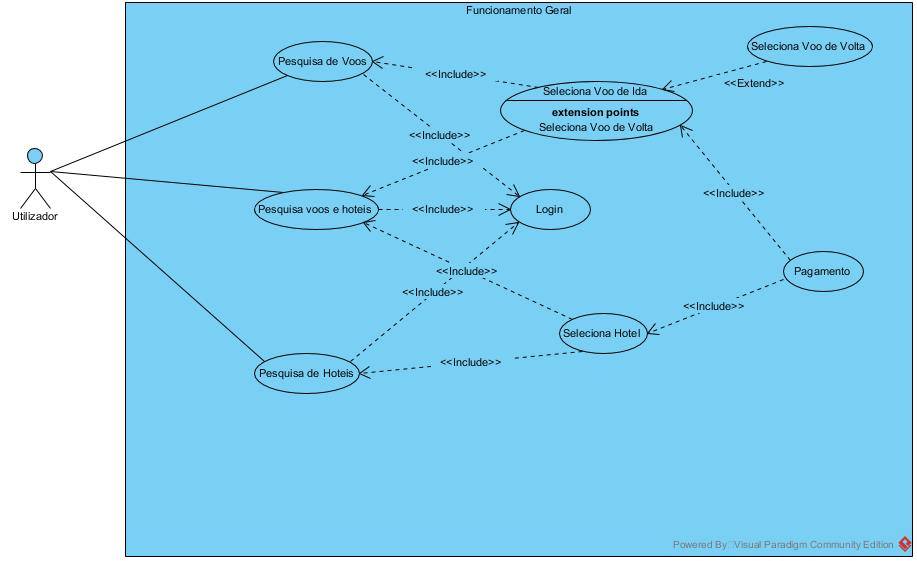 Funcionamento Geral
Seleciona Voo de Volta
Pesquisa de Voos
<<Include>>
<<Extend>>
Seleciona Voo de Ida
extension points
Seleciona Voo de Volta
<<Include>>
<<Include>>
<<Include>>
Utilizador
Pesquisa voos e hoteis
<<Include>>
Login
<<Include>>
Pagamento
<<Include>>
<<Include>>
Seleciona Hotel
<<Include>>
Pesquisa de Hoteis
Powered By Visual Paradigm Community Edition